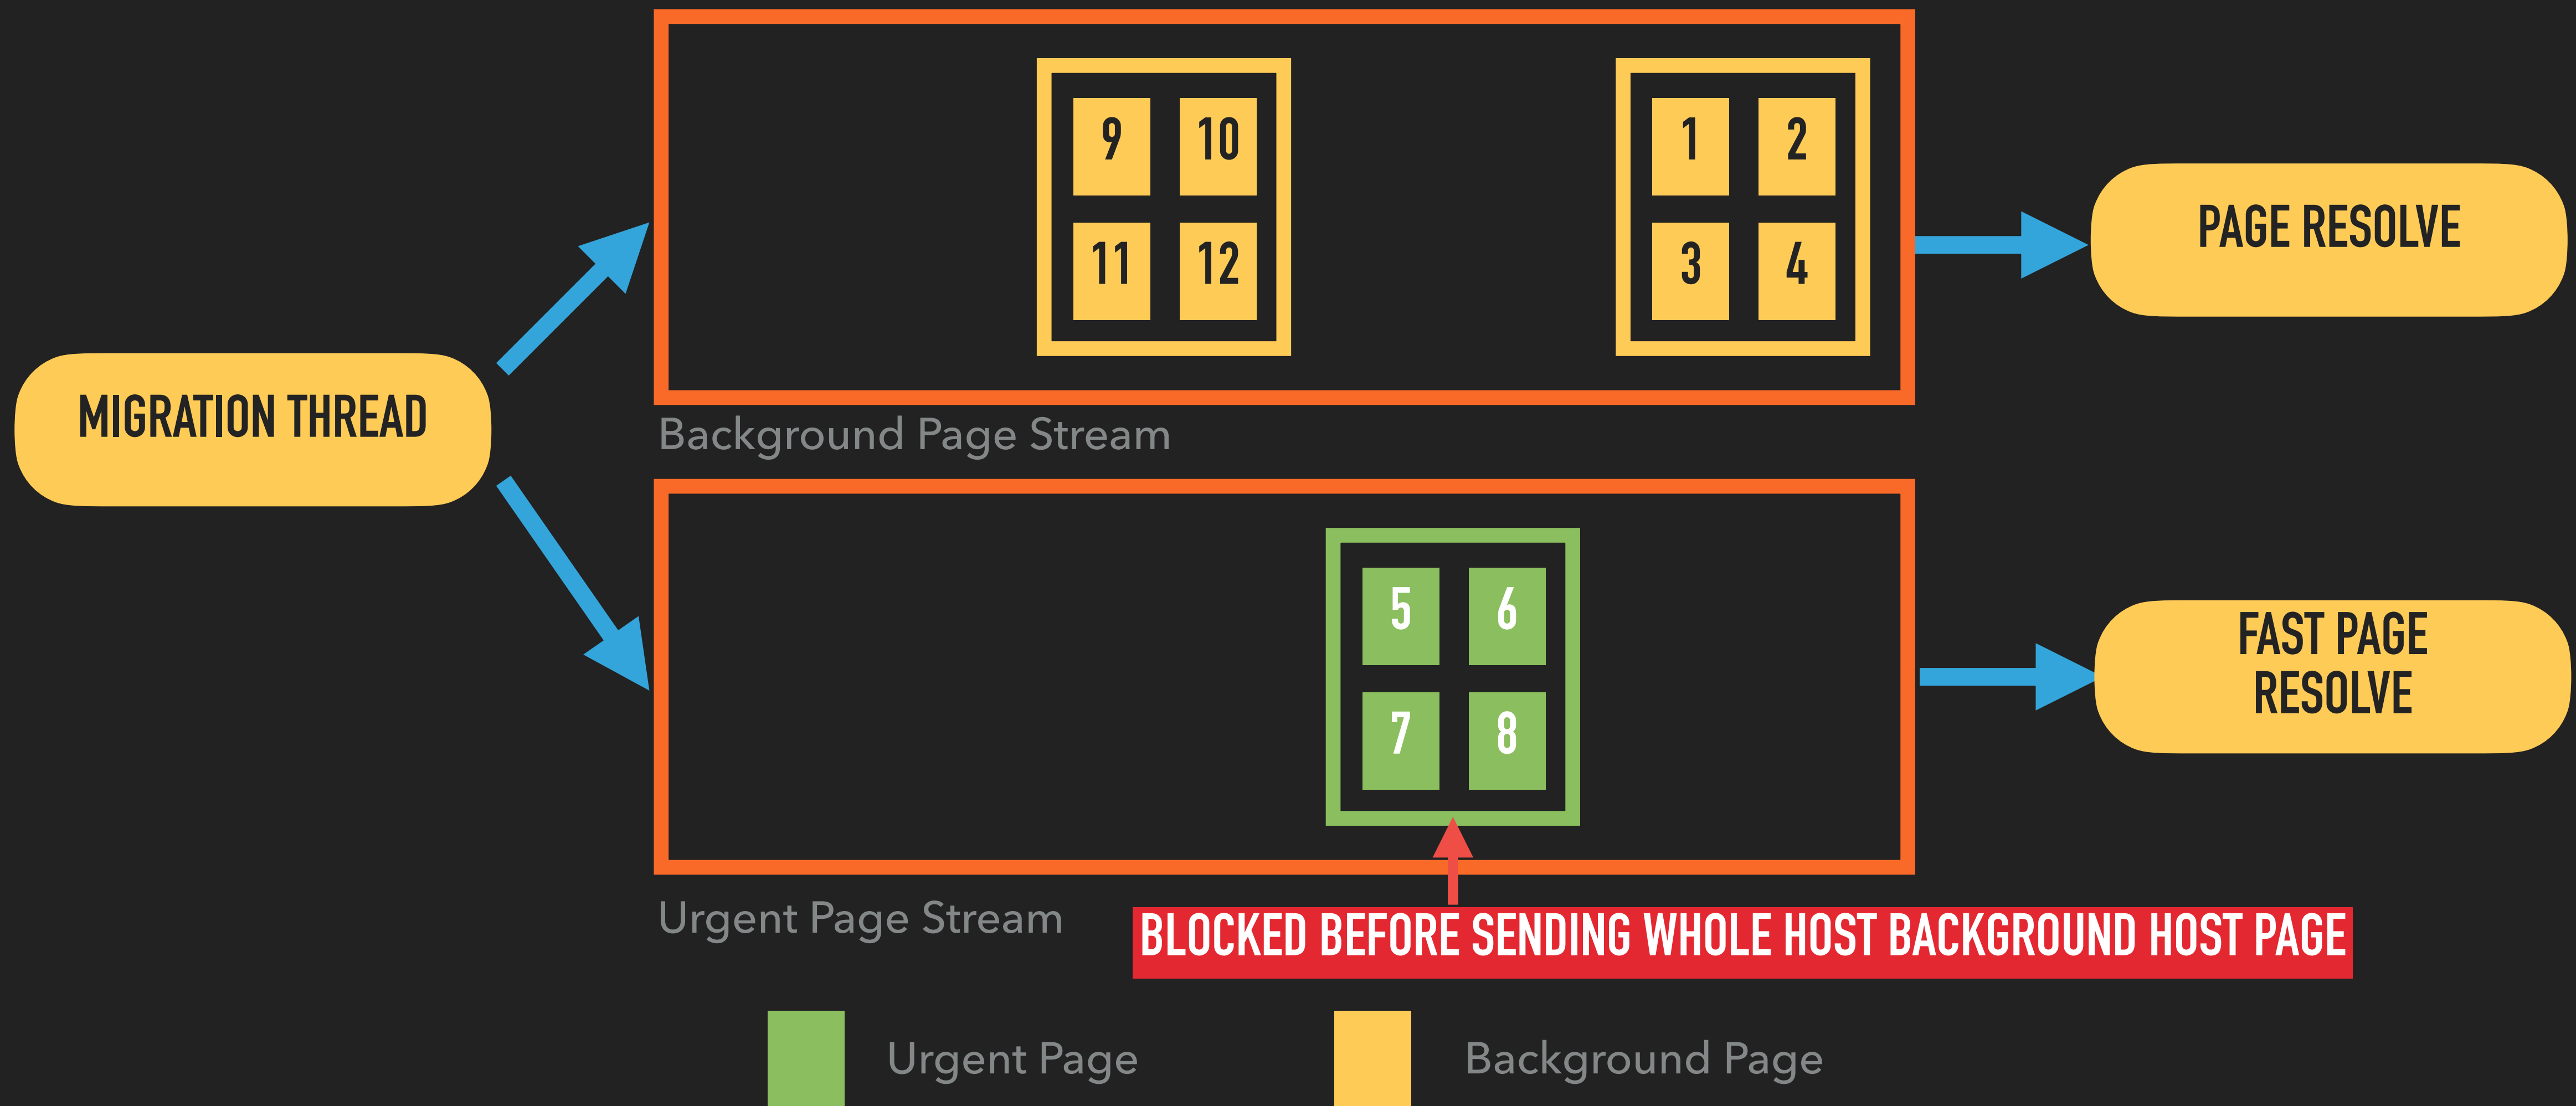 9 10
11 12
1 2
3 4
PAGE RESOLVE
MIGRATION THREAD
Background Page Stream
5 6
7 8
FAST PAGE
RESOLVE
Urgent Page Stream
BLOCKED BEFORE SENDING WHOLE HOST BACKGROUND HOST PAGE
Urgent Page
Background Page